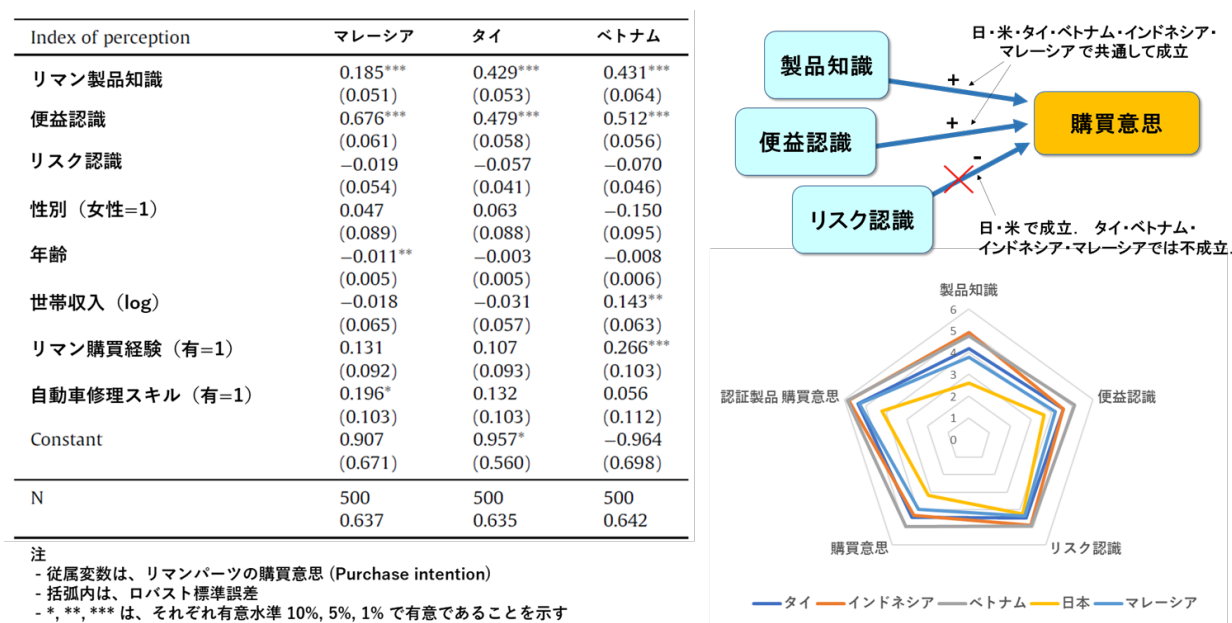 Index of perception マレーシア タイ ベトナム
リマン製品知識 0.185*** 0.429*** 0.431***
(0.051) (0.053) (0.064)
便益認識 0.676*** 0.479*** 0.512***
(0.061) (0.058) (0.056)
リスク認識 −0.019 −0.057 −0.070
(0.054) (0.041) (0.046)
性別（女性=1） 0.047 0.063 −0.150
(0.089) (0.088) (0.095)
年齢 −0.011** −0.003 −0.008
(0.005) (0.005) (0.006)
世帯収入（log） −0.018 −0.031 0.143**
(0.065) (0.057) (0.063)
リマン購買経験（有=1） 0.131 0.107 0.266***
(0.092) (0.093) (0.103)
自動車修理スキル（有=1） 0.196* 0.132 0.056
(0.103) (0.103) (0.112)
Constant 0.907 0.957* −0.964
(0.671) (0.560) (0.698)
N 500 500 500
0.637 0.635 0.642
注
- 従属変数は、リマンパーツの購買意思 (Purchase intention)
- 括弧内は、ロバスト標準誤差
- *, **, *** は、それぞれ有意水準 10%, 5%, 1% で有意であることを示す
日・米・タイ・ベトナム・インドネシア・
マレーシアで共通して成立
製品知識
+
購買意思
便益認識
+
-
リスク認識
日・米で成立． タイ・ベトナム・
インドネシア・マレーシアでは不成立．
製品知識
6
5
4
3
2
1
0
認証製品 購買意思
便益認識
購買意思
リスク認識
タイ インドネシア ベトナム 日本 マレーシア